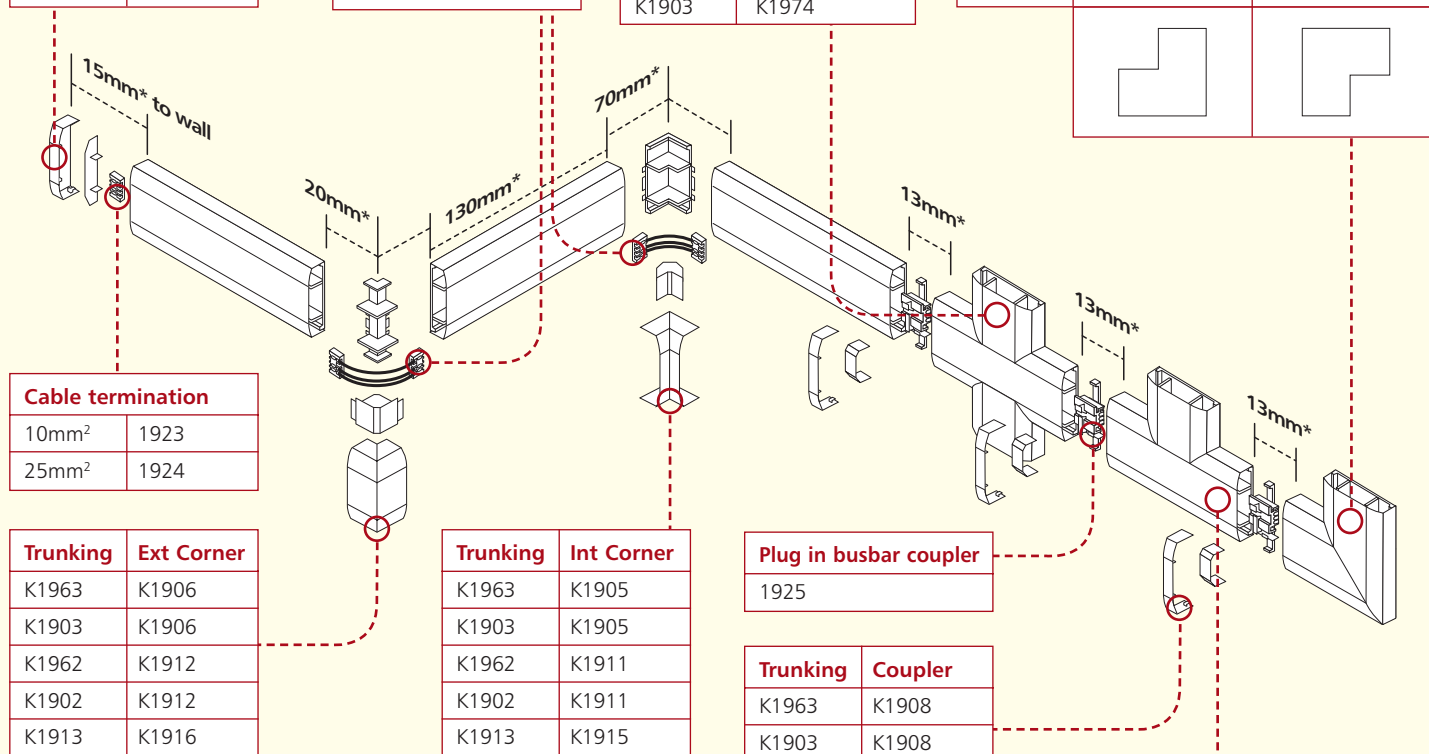 K1903 K1974
15mm* to wall
70mm*
20mm*
130mm*
13mm*
13mm*
13mm*
Cable termination
10mm² 1923
25mm² 1924
Trunking Ext Corner
K1963 K1906
K1903 K1906
K1962 K1912
K1902 K1912
K1913 K1916
Trunking Int Corner
K1963 K1905
K1903 K1905
K1962 K1911
K1902 K1911
K1913 K1915
Plug in busbar coupler
1925
Trunking Coupler
K1963 K1908
K1903 K1908